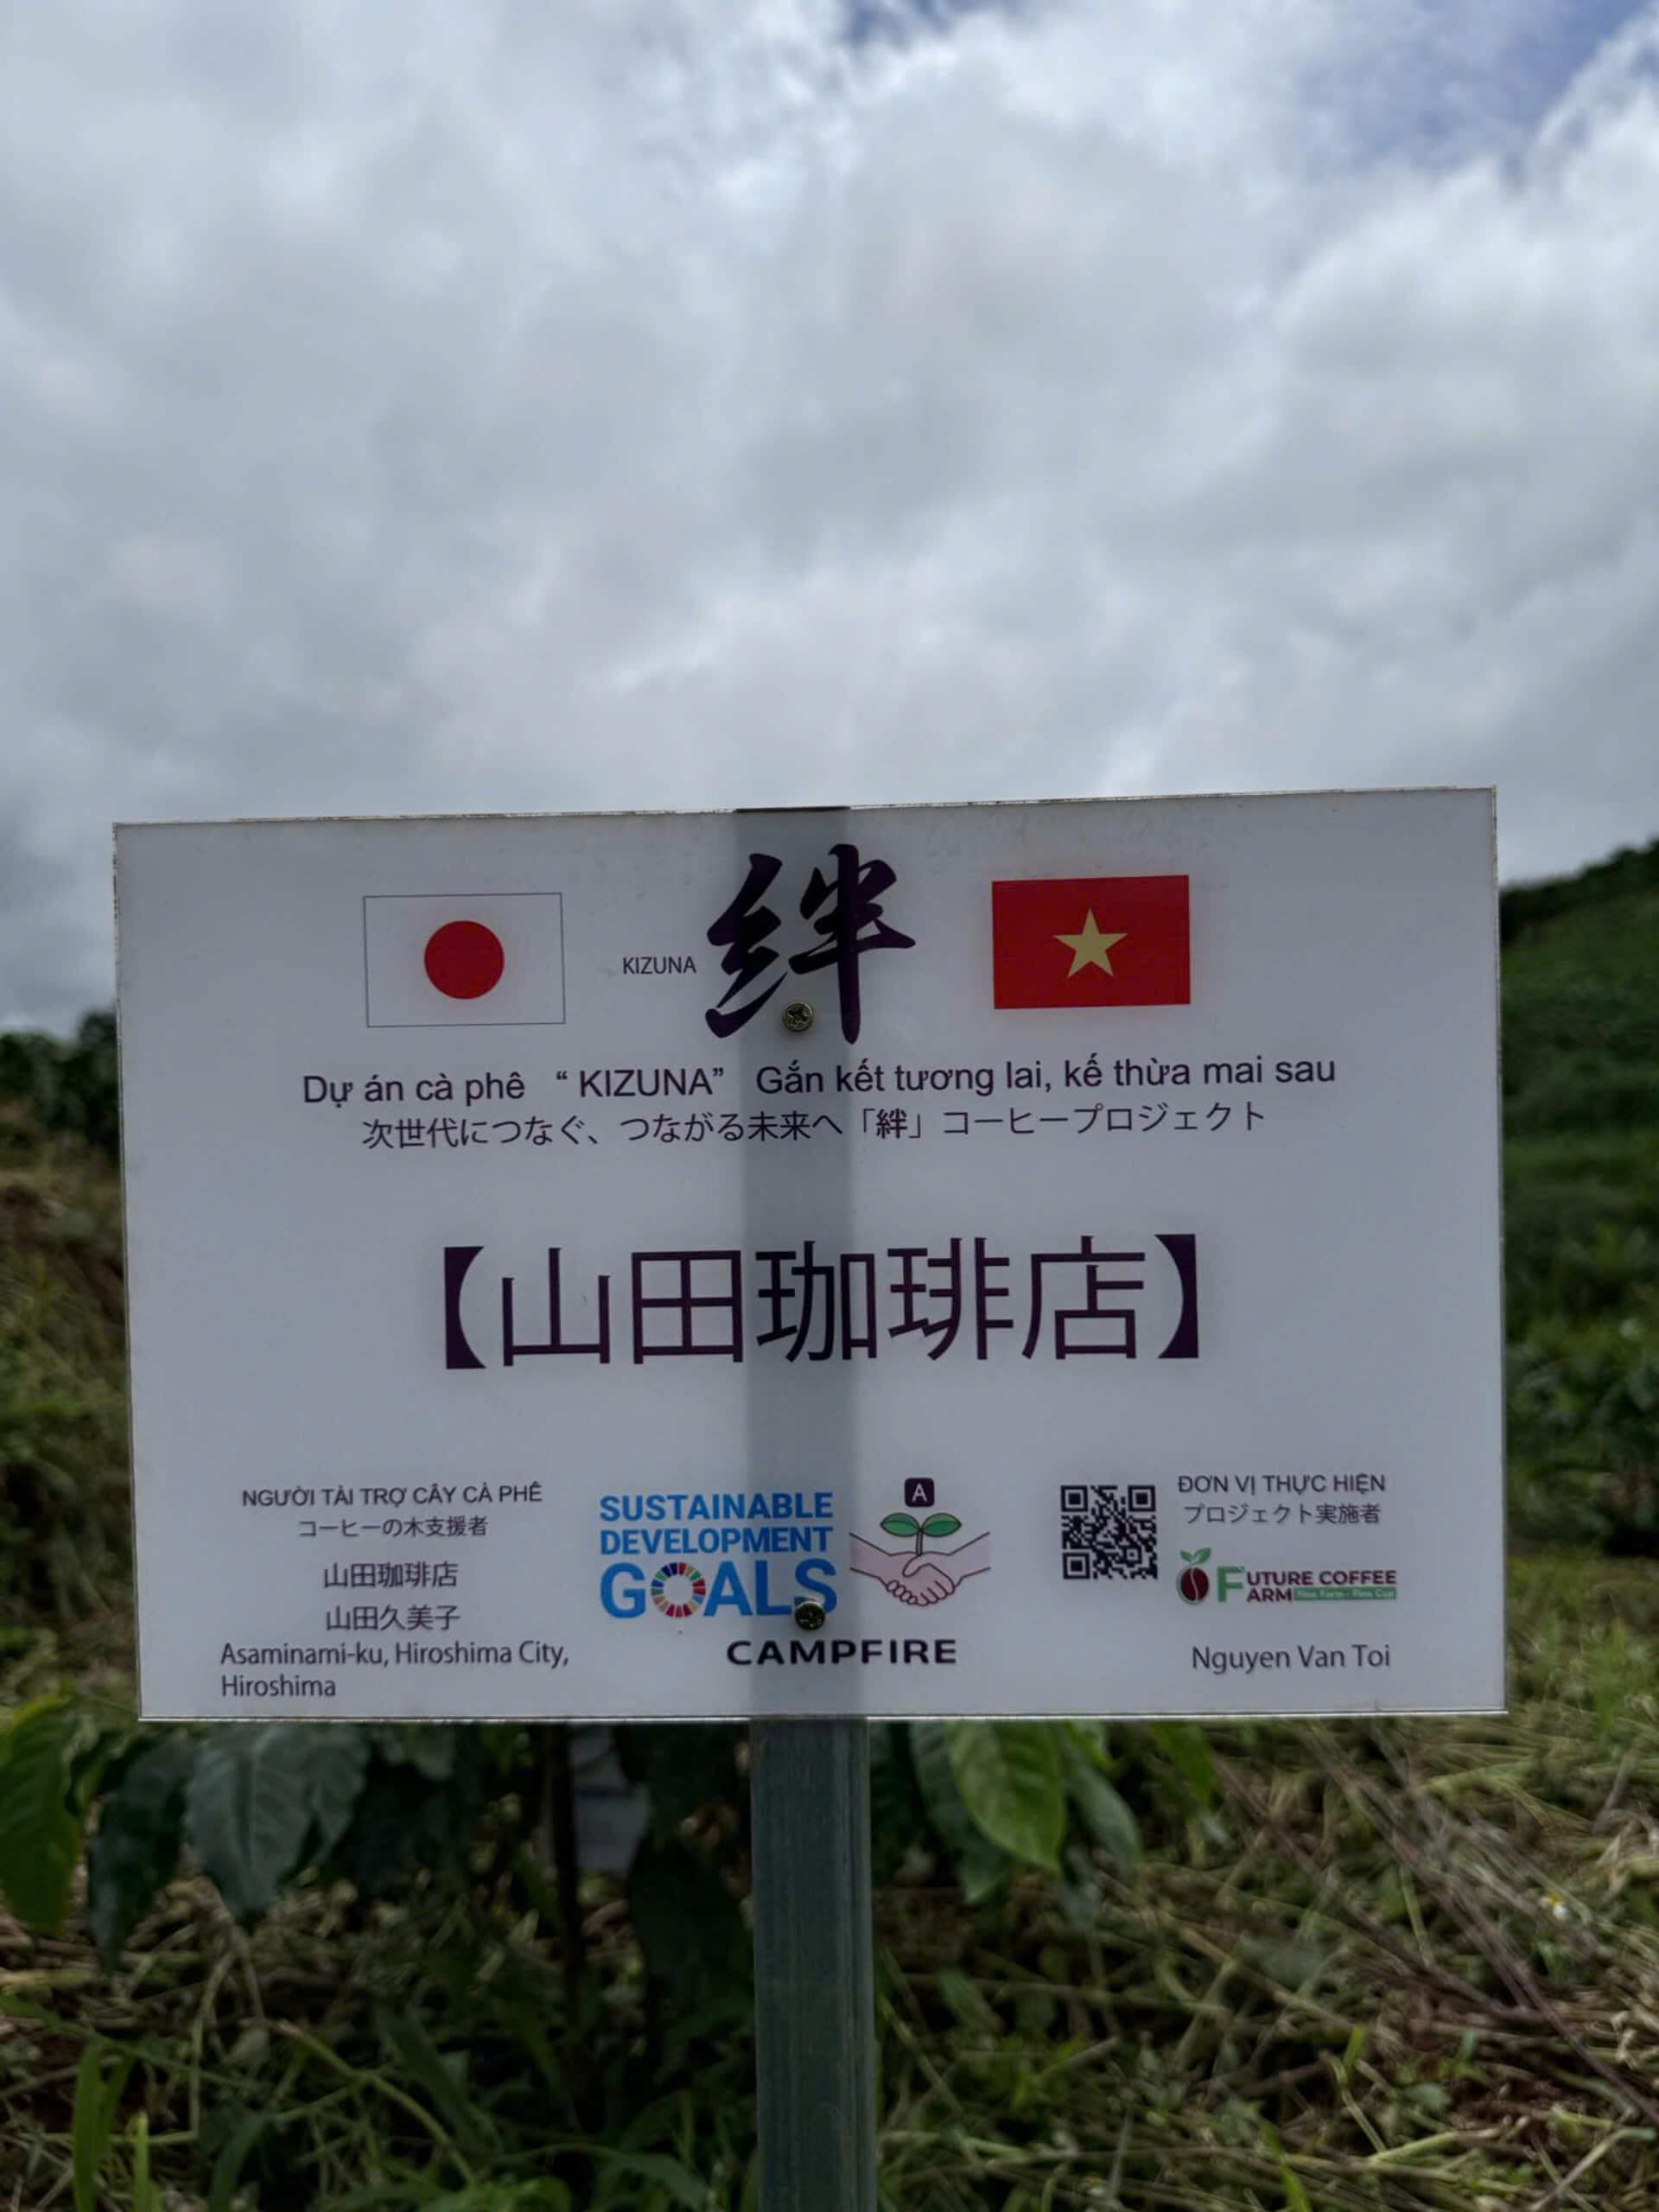 KIZUNA 絆
Dự án cà phê “ KIZUNA” Gắn kết tương lai, kế thừa mai sau
次世代につなぐ、つながる未来へ「絆」コーヒープロジェクト
【山田珈琲店】
NGƯỜI TÀI TRỢ CÂY CÀ PHÊ
コーヒーの木支援者
山田珈琲店
山田久美子
Asaminami-ku, Hiroshima City,
Hiroshima
SUSTAINABLE
DEVELOPMENT
GOALS
A
CAMPFIRE
ĐƠN VỊ THỰC HIỆN
プロジェクト実施者
FUTURE COFFEE
FARM
Nguyen Van Toi